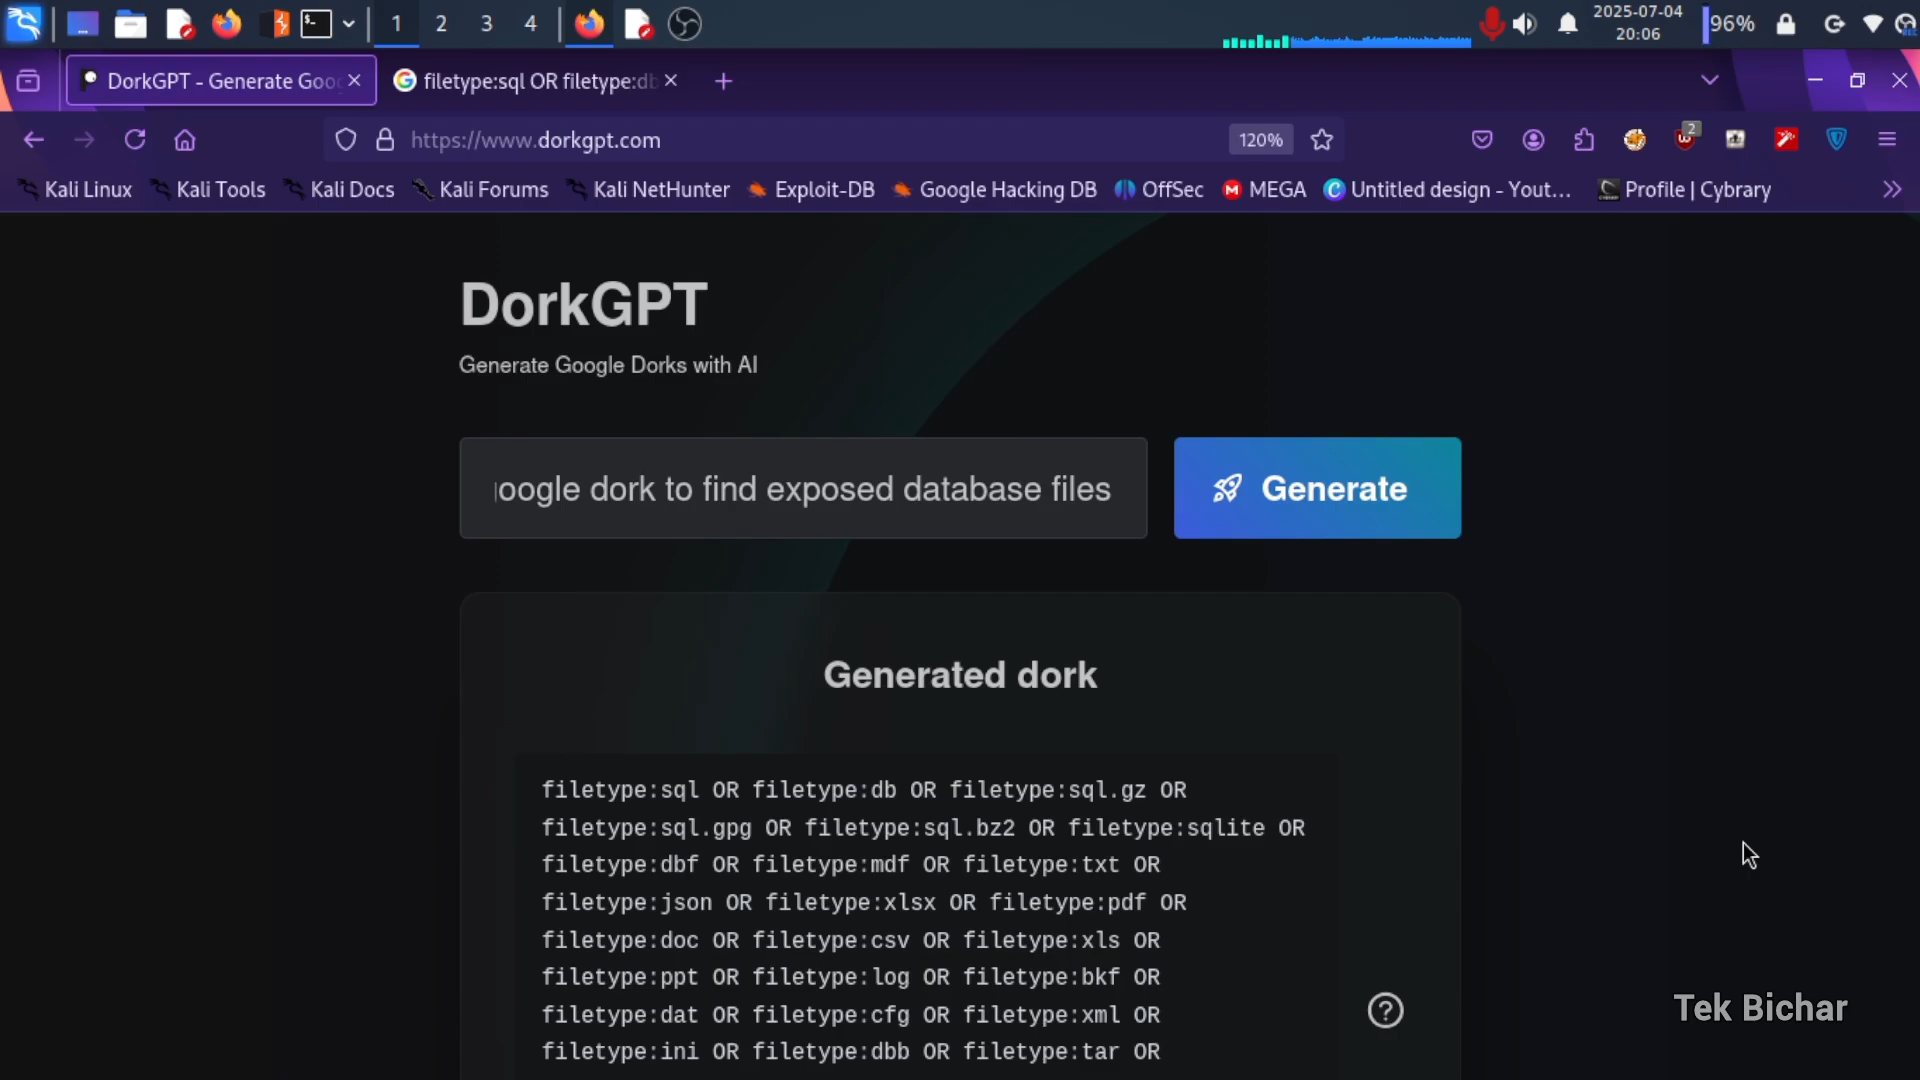 1 2 3 4
2025-07-04
20:06
96%
DorkGPT - Generate Goo
filetype:sql OR filetype:db
https://www.dorkgpt.com
120%
2
Kali Linux Kali Tools Kali Docs Kali Forums Kali NetHunter Exploit-DB Google Hacking DB OffSec MEGA Untitled design - Yout... Profile | Cybrary
DorkGPT
Generate Google Dorks with AI
oogle dork to find exposed database files
Generate
Generated dork
filetype:sql OR filetype:db OR filetype:sql.gz OR
filetype:sql.gpg OR filetype:sql.bz2 OR filetype:sqlite OR
filetype:dbf OR filetype:mdf OR filetype:txt OR
filetype:json OR filetype:xlsx OR filetype:pdf OR
filetype:doc OR filetype:csv OR filetype:xls OR
filetype:ppt OR filetype:log OR filetype:bkf OR
filetype:dat OR filetype:cfg OR filetype:xml OR
filetype:ini OR filetype:dbb OR filetype:tar OR
Tek Bichar